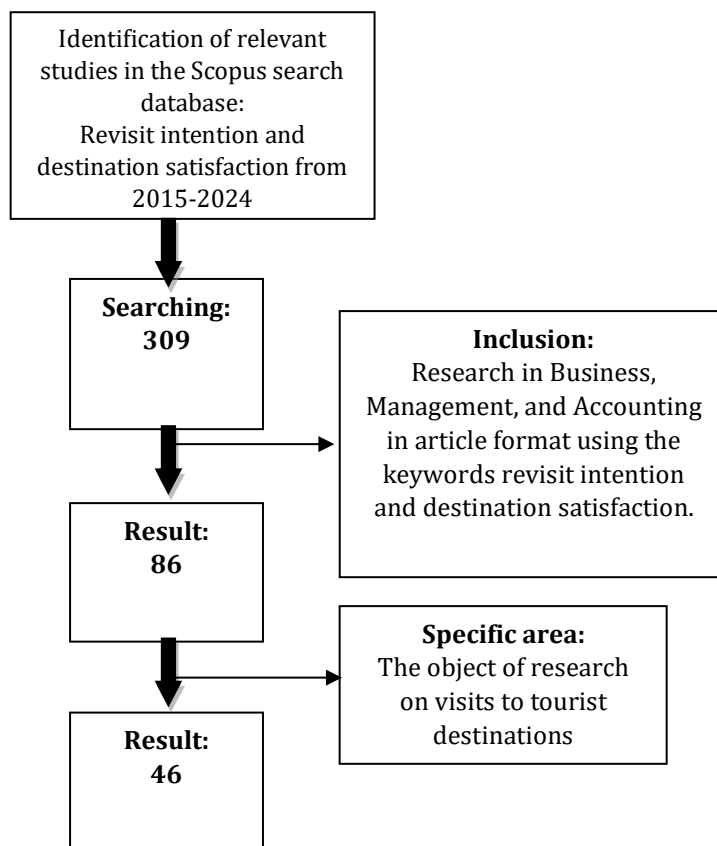 Identification of relevant
studies in the Scopus search
database:
Revisit intention and
destination satisfaction from
2015-2024
Searching:
309
Inclusion:
Research in Business,
Management, and Accounting
in article format using the
keywords revisit intention
and destination satisfaction.
Result:
86
Specific area:
The object of research
on visits to tourist
destinations
Result:
46